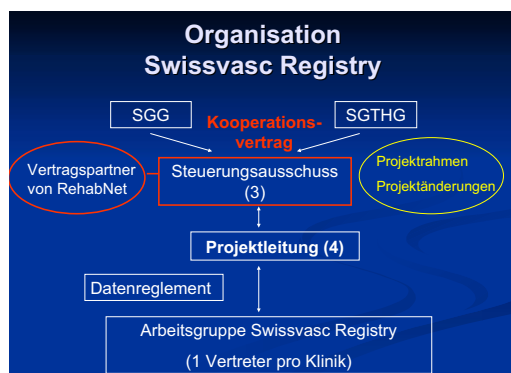 Organisation
Swissvasc Registry
SGG
SGTHG
Kooperations-
vertrag
Vertragspartner
von RehabNet
Steuerungsausschuss
(3)
Projektrahmen
Projektänderungen
Projektleitung (4)
Datenreglement
Arbeitsgruppe Swissvasc Registry
(1 Vertreter pro Klinik)